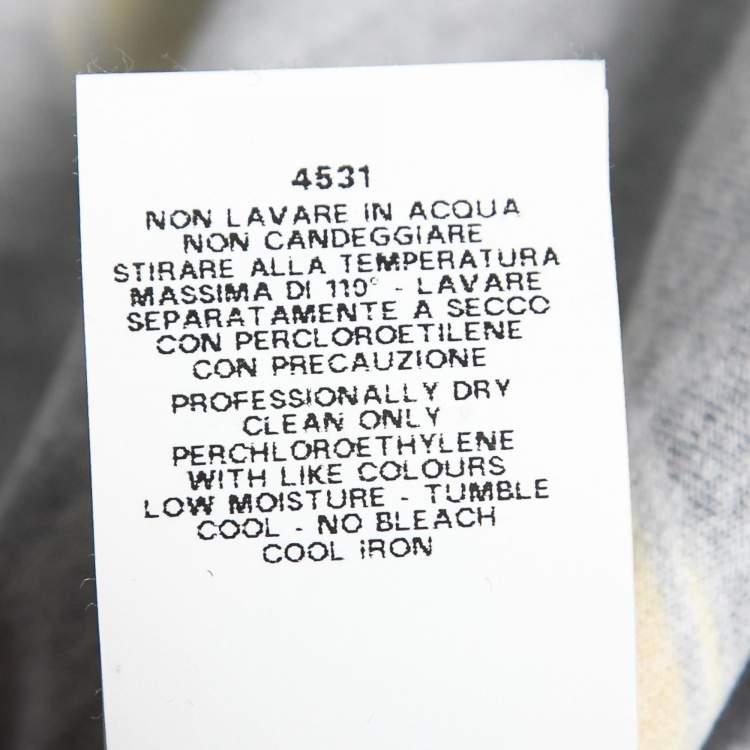 4531
NON LAVARE IN ACQUA
NON CANDEGGIARE
STIRARE ALLA TEMPERATURA
MASSIMA DI 110° - LAVARE
SEPARATAMENTE A SECCO
CON PERCLOROETILENE
CON PRECAUZIONE
PROFESSIONALLY DRY
CLEAN ONLY
PERCHLOROETHYLENE
WITH LIKE COLOURS
LOW MOISTURE - TUMBLE
COOL - NO BLEACH
COOL IRON